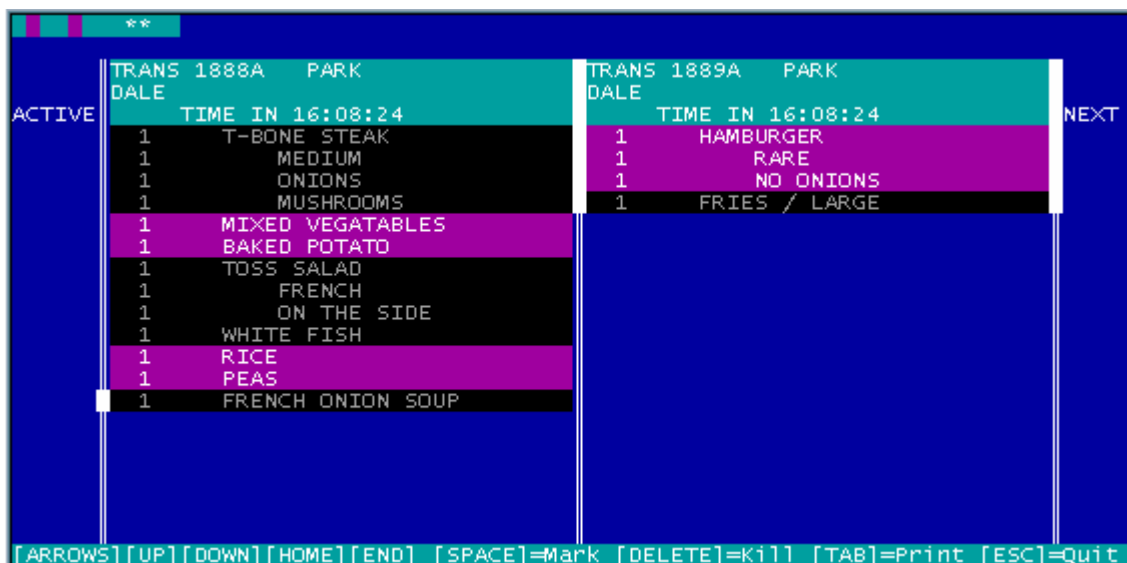 **
TRANS 1888A PARK
DALE
TIME IN 16:08:24
ACTIVE
1 T-BONE STEAK
1 MEDIUM
1 ONIONS
1 MUSHROOMS
1 MIXED VEGATABLES
1 BAKED POTATO
1 TOSS SALAD
1 FRENCH
1 ON THE SIDE
1 WHITE FISH
1 RICE
1 PEAS
1 FRENCH ONION SOUP
TRANS 1889A PARK
DALE
TIME IN 16:08:24
NEXT
1 HAMBURGER
1 RARE
1 NO ONIONS
1 FRIES / LARGE
[ARROWS][UP][DOWN][HOME][END] [SPACE]=Mark [DELETE]=Kill [TAB]=Print [ESC]=Quit